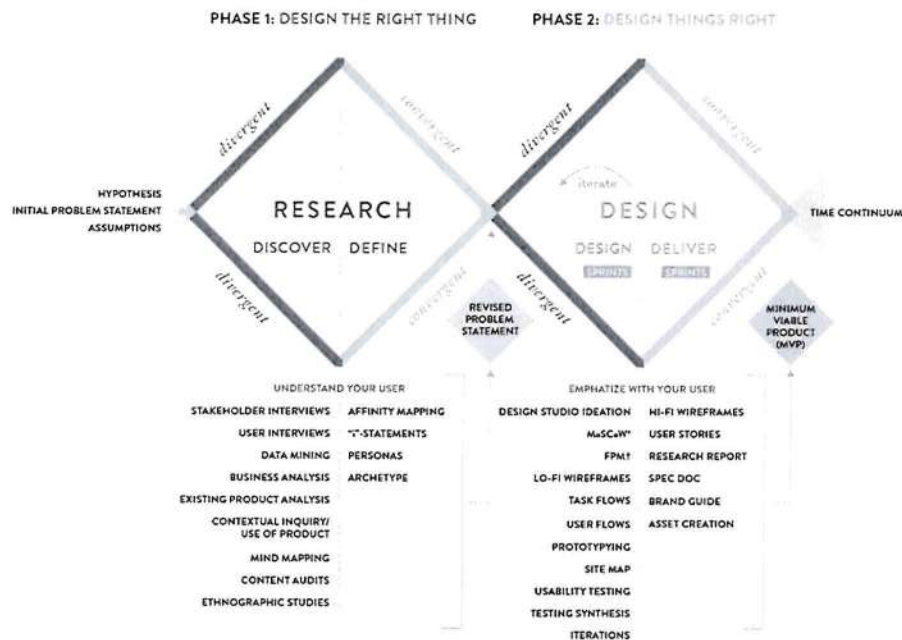 PHASE 1: DESIGN THE RIGHT THING
PHASE 2: DESIGN THINGS RIGHT
divergent
convergent
divergent
convergent
HYPOTHESIS
INITIAL PROBLEM STATEMENT
ASSUMPTIONS
RESEARCH
DISCOVER
DEFINE
iterate
DESIGN
DESIGN
DELIVER
SPRINTS
SPRINTS
TIME CONTINUUM
divergent
convergent
divergent
convergent
REVISED
PROBLEM
STATEMENT
MINIMUM
VIABLE
PRODUCT
(MVP)
UNDERSTAND YOUR USER
STAKEHOLDER INTERVIEWS
USER INTERVIEWS
DATA MINING
BUSINESS ANALYSIS
EXISTING PRODUCT ANALYSIS
CONTEXTUAL INQUIRY/
USE OF PRODUCT
MIND MAPPING
CONTENT AUDITS
ETHNOGRAPHIC STUDIES
AFFINITY MAPPING
"i"-STATEMENTS
PERSONAS
ARCHETYPE
EMPHATIZE WITH YOUR USER
DESIGN STUDIO IDEATION
MoSCoW*
FPM†
LO-FI WIREFRAMES
TASK FLOWS
USER FLOWS
PROTOTYPYING
SITE MAP
USABILITY TESTING
TESTING SYNTHESIS
ITERATIONS
HI-FI WIREFRAMES
USER STORIES
RESEARCH REPORT
SPEC DOC
BRAND GUIDE
ASSET CREATION